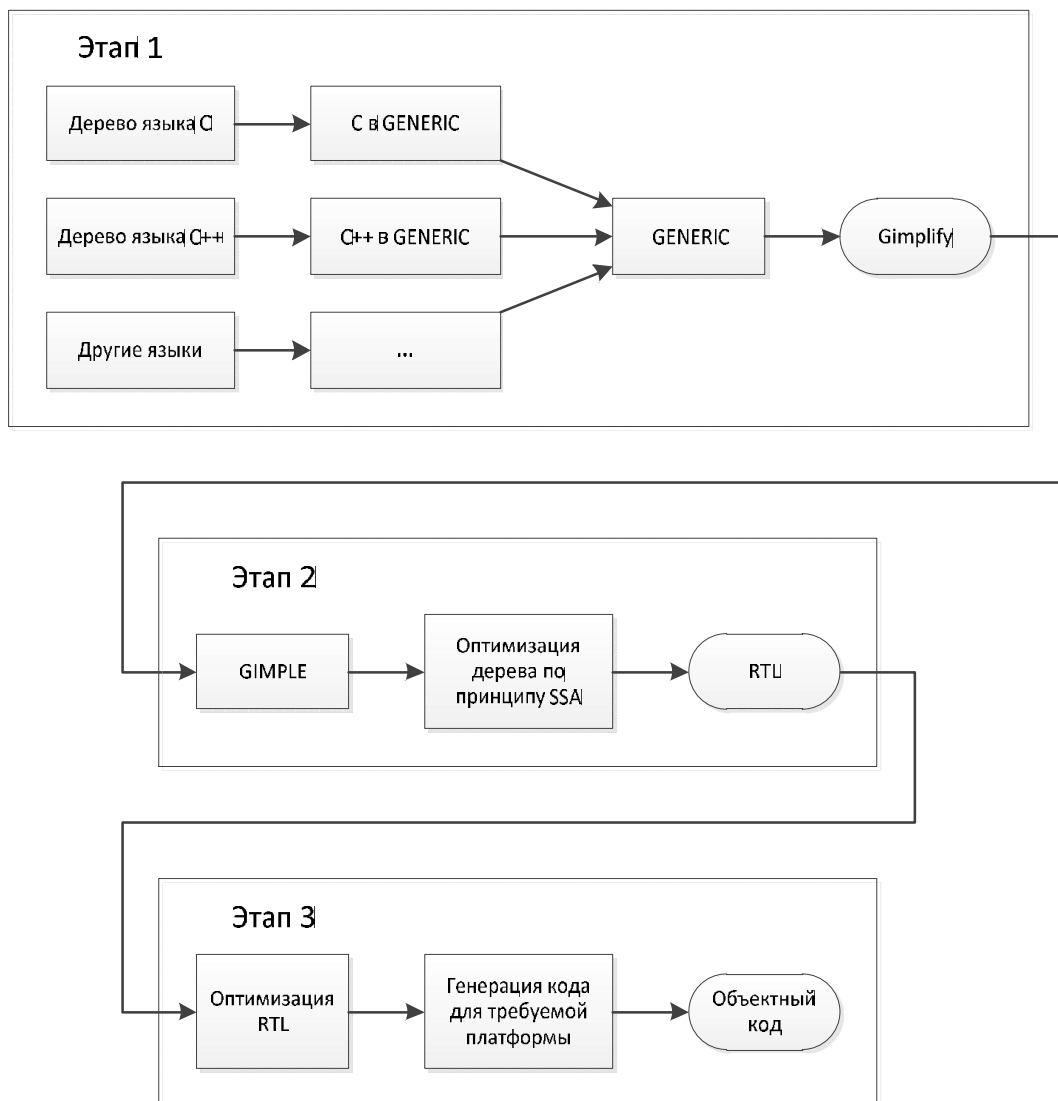 Этап 1
Дерево языка C
C в GENERIC
Дерево языка C++
C++ в GENERIC
GENERIC
Gimplify
Другие языки
...
Этап 2
GIMPLE
Оптимизация
дерева по
принципу SSA
RTL
Этап 3
Оптимизация
RTL
Генерация кода
для требуемой
платформы
Объектный
код